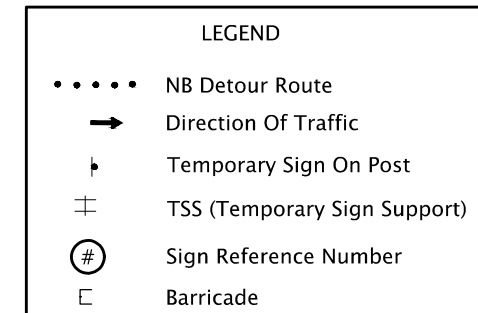 LEGEND
NB Detour Route
Direction Of Traffic
Temporary Sign On Post
TSS (Temporary Sign Support)
# Sign Reference Number
Barricade